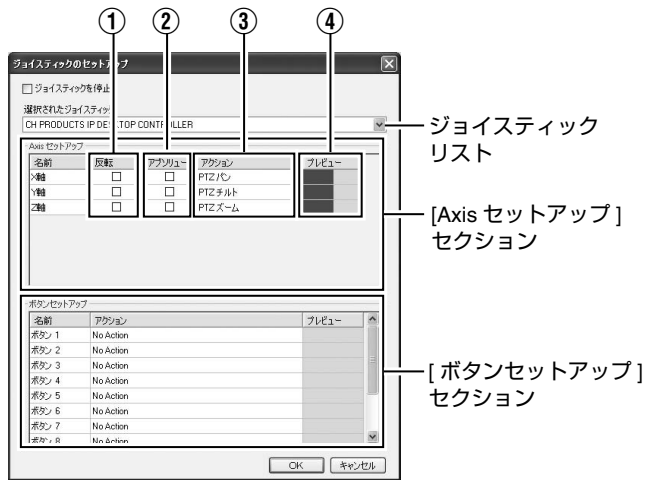 ① ② ③ ④
ジョイスティックのセットアップ
ジョイスティックを停止
選択されたジョイスティック
CH PRODUCTS IP DESKTOP CONTROLLER
ジョイスティック
リスト
Axis セットアップ
名前 反転 アブソリュー アクション プレビュー
X軸 PTZ パン
Y軸 PTZ チルト
Z軸 PTZ ズーム
[Axis セットアップ ]
セクション
ボタンセットアップ
名前 アクション プレビュー
ボタン 1 No Action
ボタン 2 No Action
ボタン 3 No Action
ボタン 4 No Action
ボタン 5 No Action
ボタン 6 No Action
ボタン 7 No Action
ボタン 8 No Action
[ ボタンセットアップ ]
セクション
OK キャンセル